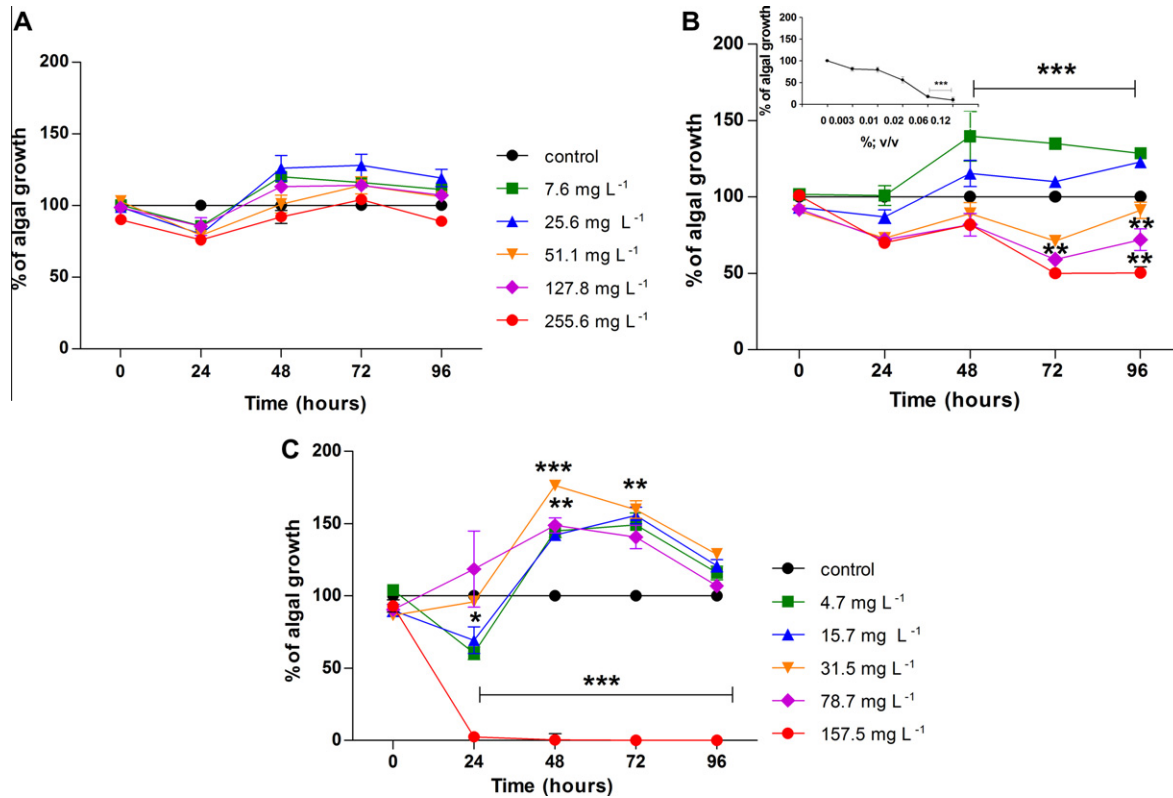 A
% of algal growth
200
150
100
50
0
0 24 48 72 96
Time (hours)
control
7.6 mg L-1
25.6 mg L-1
51.1 mg L-1
127.8 mg L-1
255.6 mg L-1
B
% of algal growth
200
150
100
50
0
0 24 48 72 96
Time (hours)
***
**
**
**
% of algal growth
200
150
100
50
0
***
0 0.003 0.01 0.02 0.06 0.12
%; v/v
C
% of algal growth
200
150
100
50
0
***
**
**
*
***
0 24 48 72 96
Time (hours)
control
4.7 mg L-1
15.7 mg L-1
31.5 mg L-1
78.7 mg L-1
157.5 mg L-1